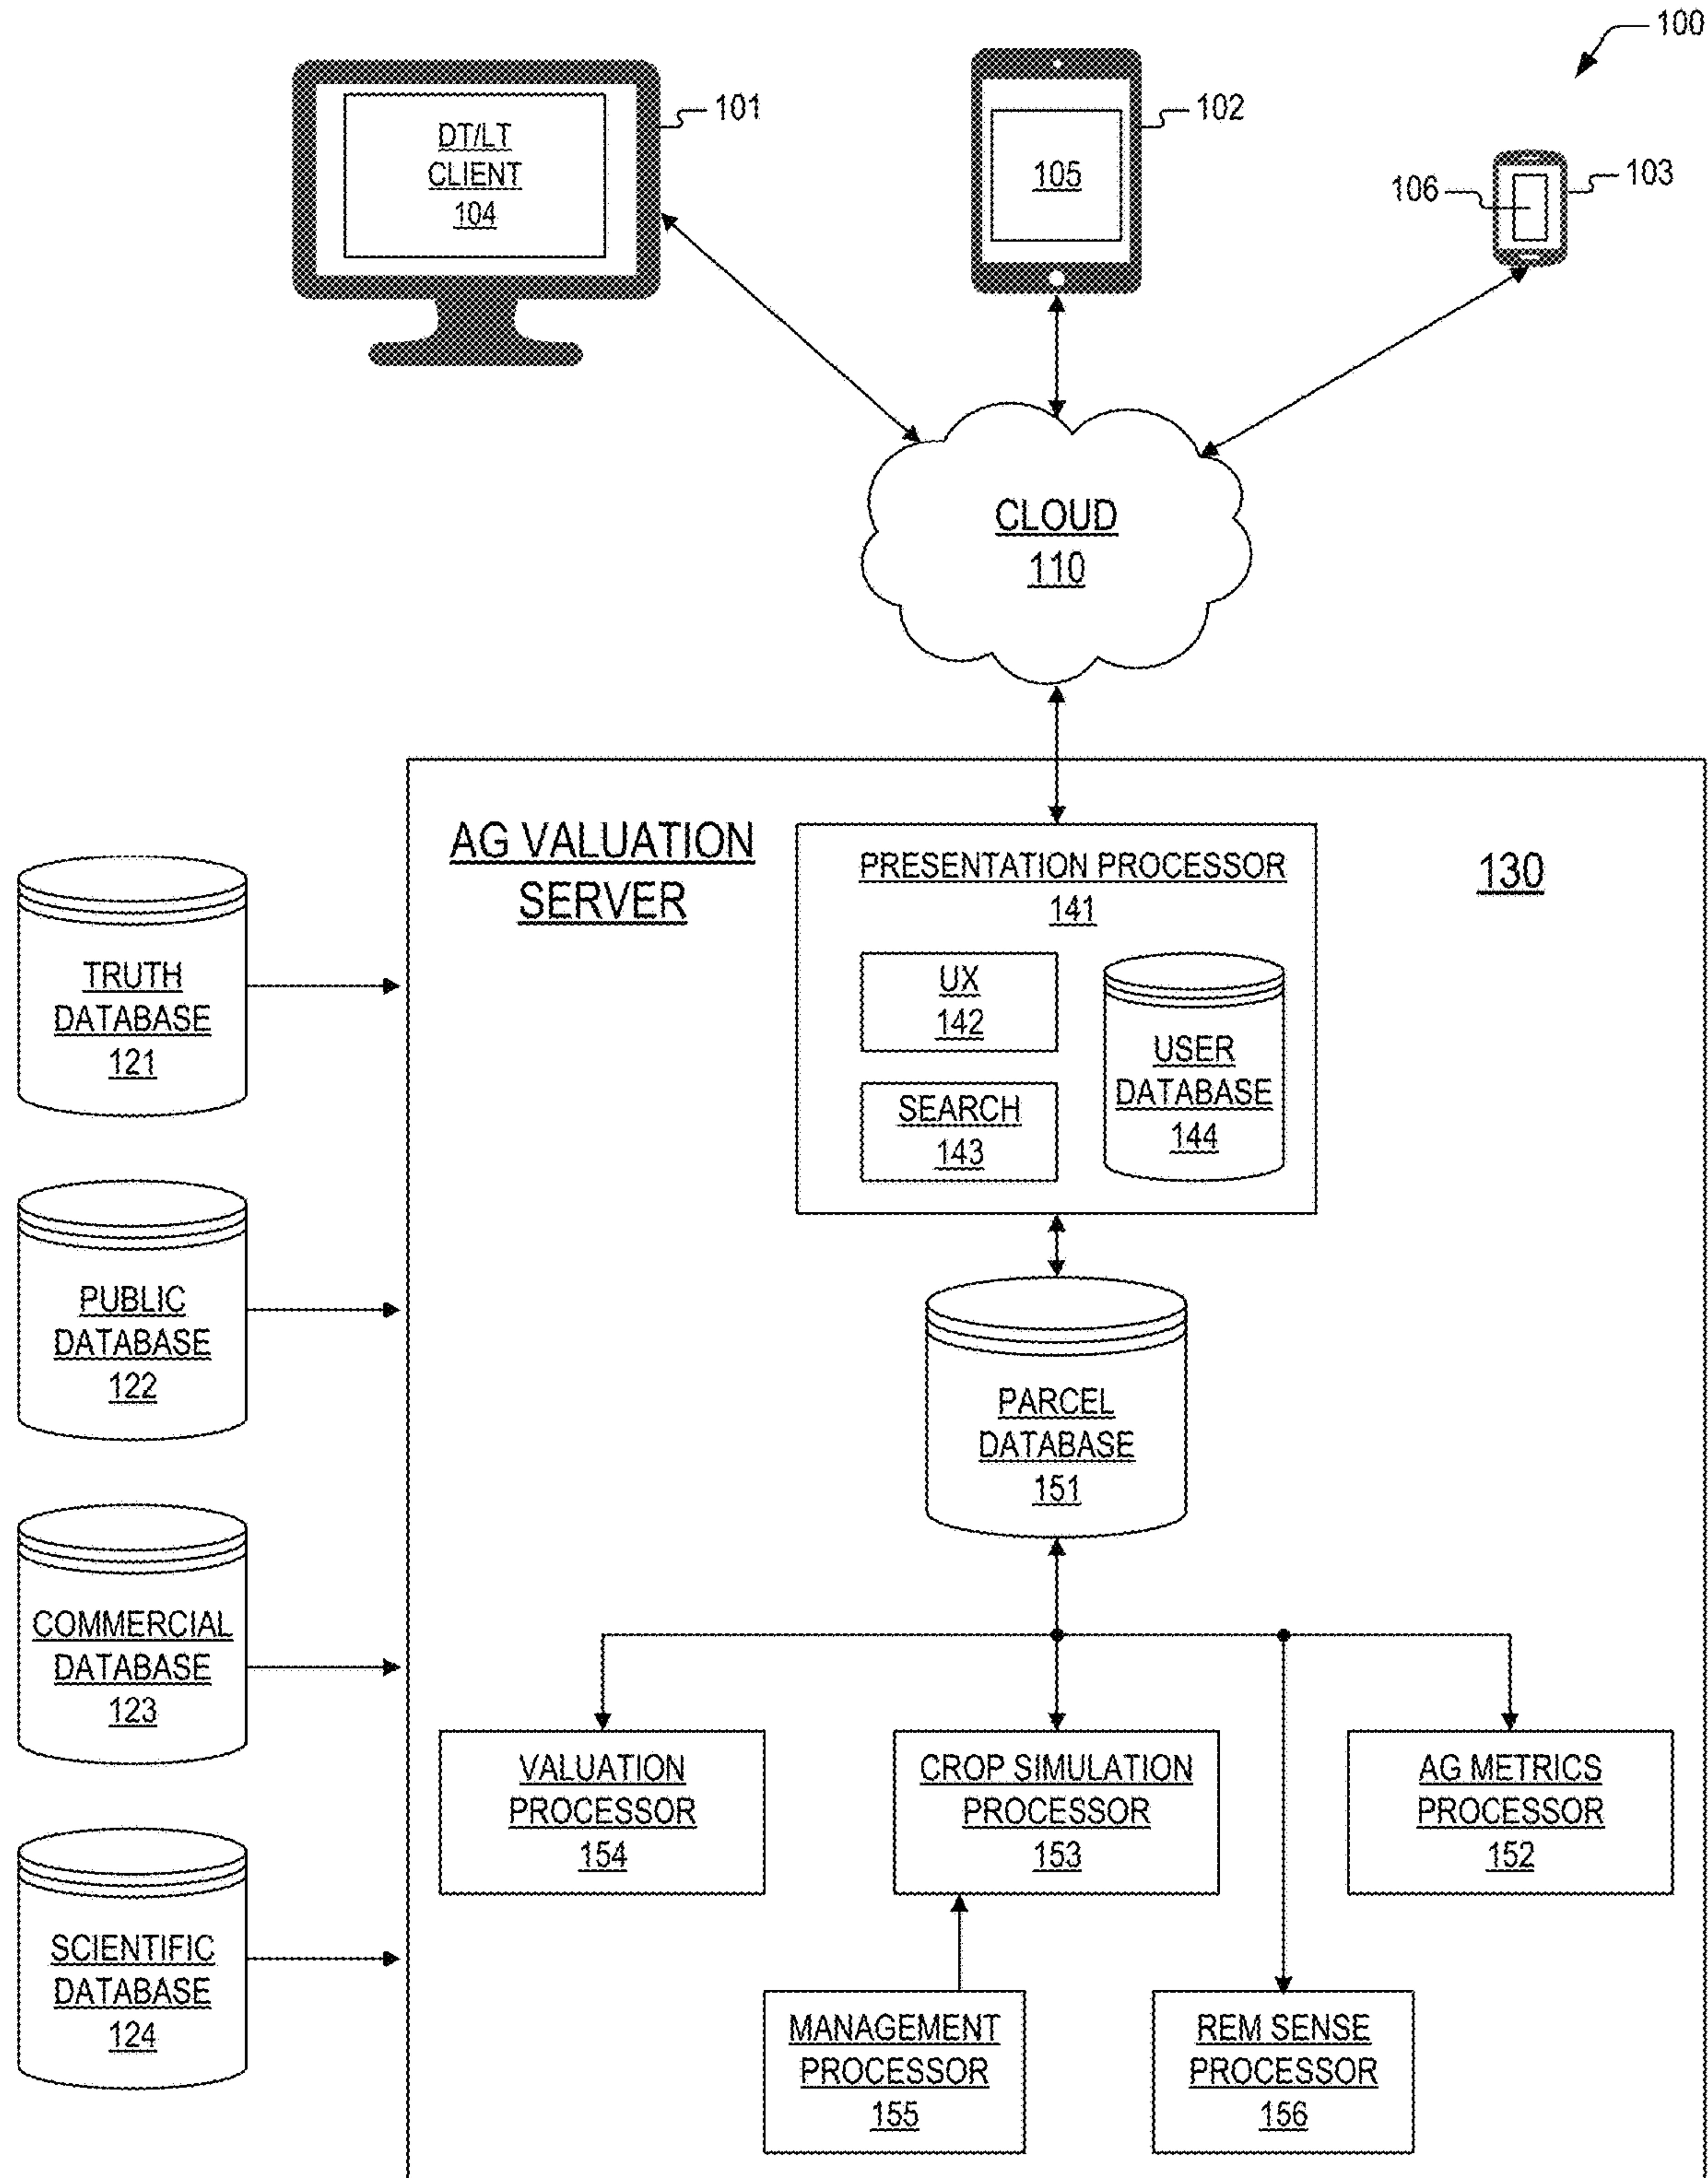 100
101
DT/LT
CLIENT
104
102
105
103
106
CLOUD
110
AG VALUATION
SERVER
130
PRESENTATION PROCESSOR
141
UX
142
SEARCH
143
USER
DATABASE
144
TRUTH
DATABASE
121
PUBLIC
DATABASE
122
COMMERCIAL
DATABASE
123
SCIENTIFIC
DATABASE
124
PARCEL
DATABASE
151
VALUATION
PROCESSOR
154
CROP SIMULATION
PROCESSOR
153
AG METRICS
PROCESSOR
152
MANAGEMENT
PROCESSOR
155
REM SENSE
PROCESSOR
156